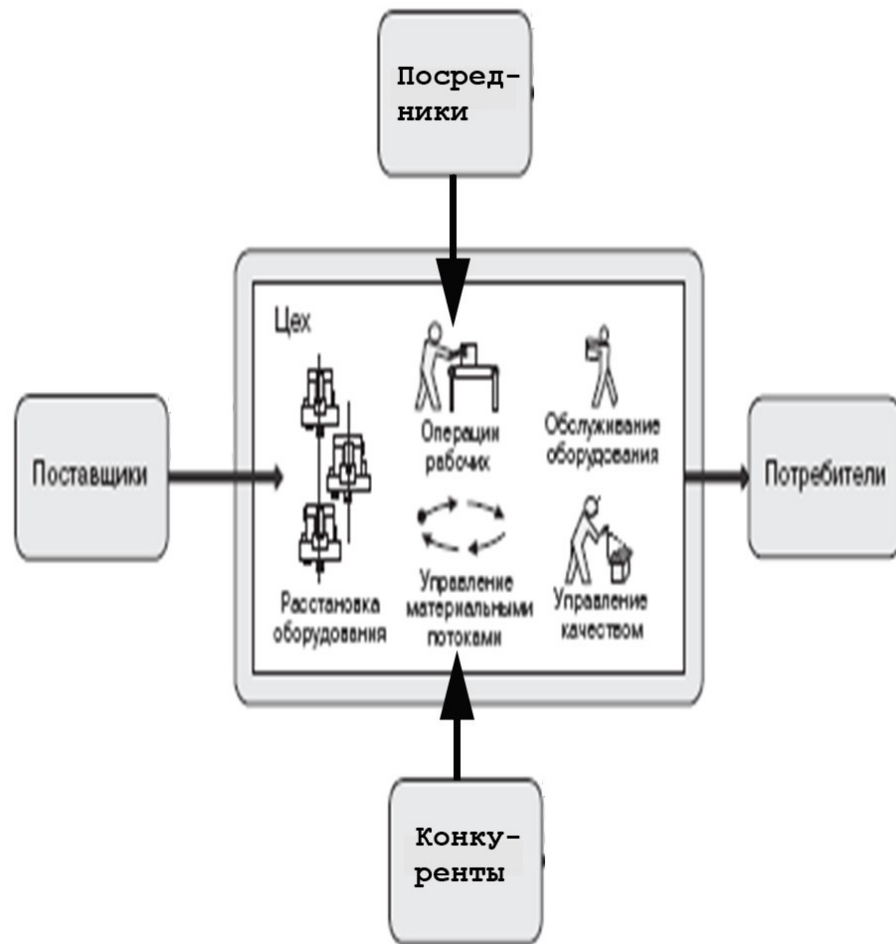 Посред-
ники
Цех
Операции
рабочих
Обслуживание
оборудования
Поставщики
Потребители
Расстановка
оборудования
Управление
материальными
потоками
Управление
качеством
Конку-
ренты